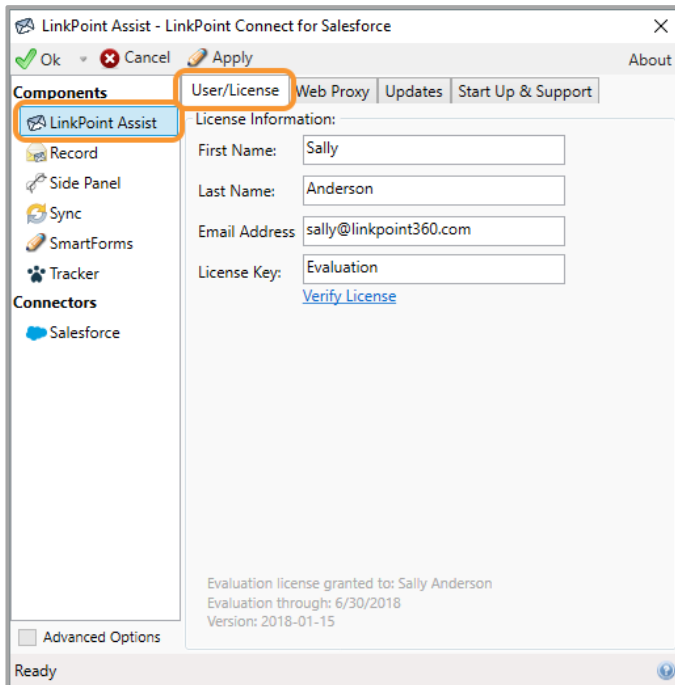 LinkPoint Assist - LinkPoint Connect for Salesforce
Ok Cancel Apply About
Components
LinkPoint Assist
Record
Side Panel
Sync
SmartForms
Tracker
Connectors
Salesforce
User/License Web Proxy Updates Start Up & Support
License Information:
First Name: Sally
Last Name: Anderson
Email Address sally@linkpoint360.com
License Key: Evaluation
Verify License
Evaluation license granted to: Sally Anderson
Evaluation through: 6/30/2018
Version: 2018-01-15
Advanced Options
Ready